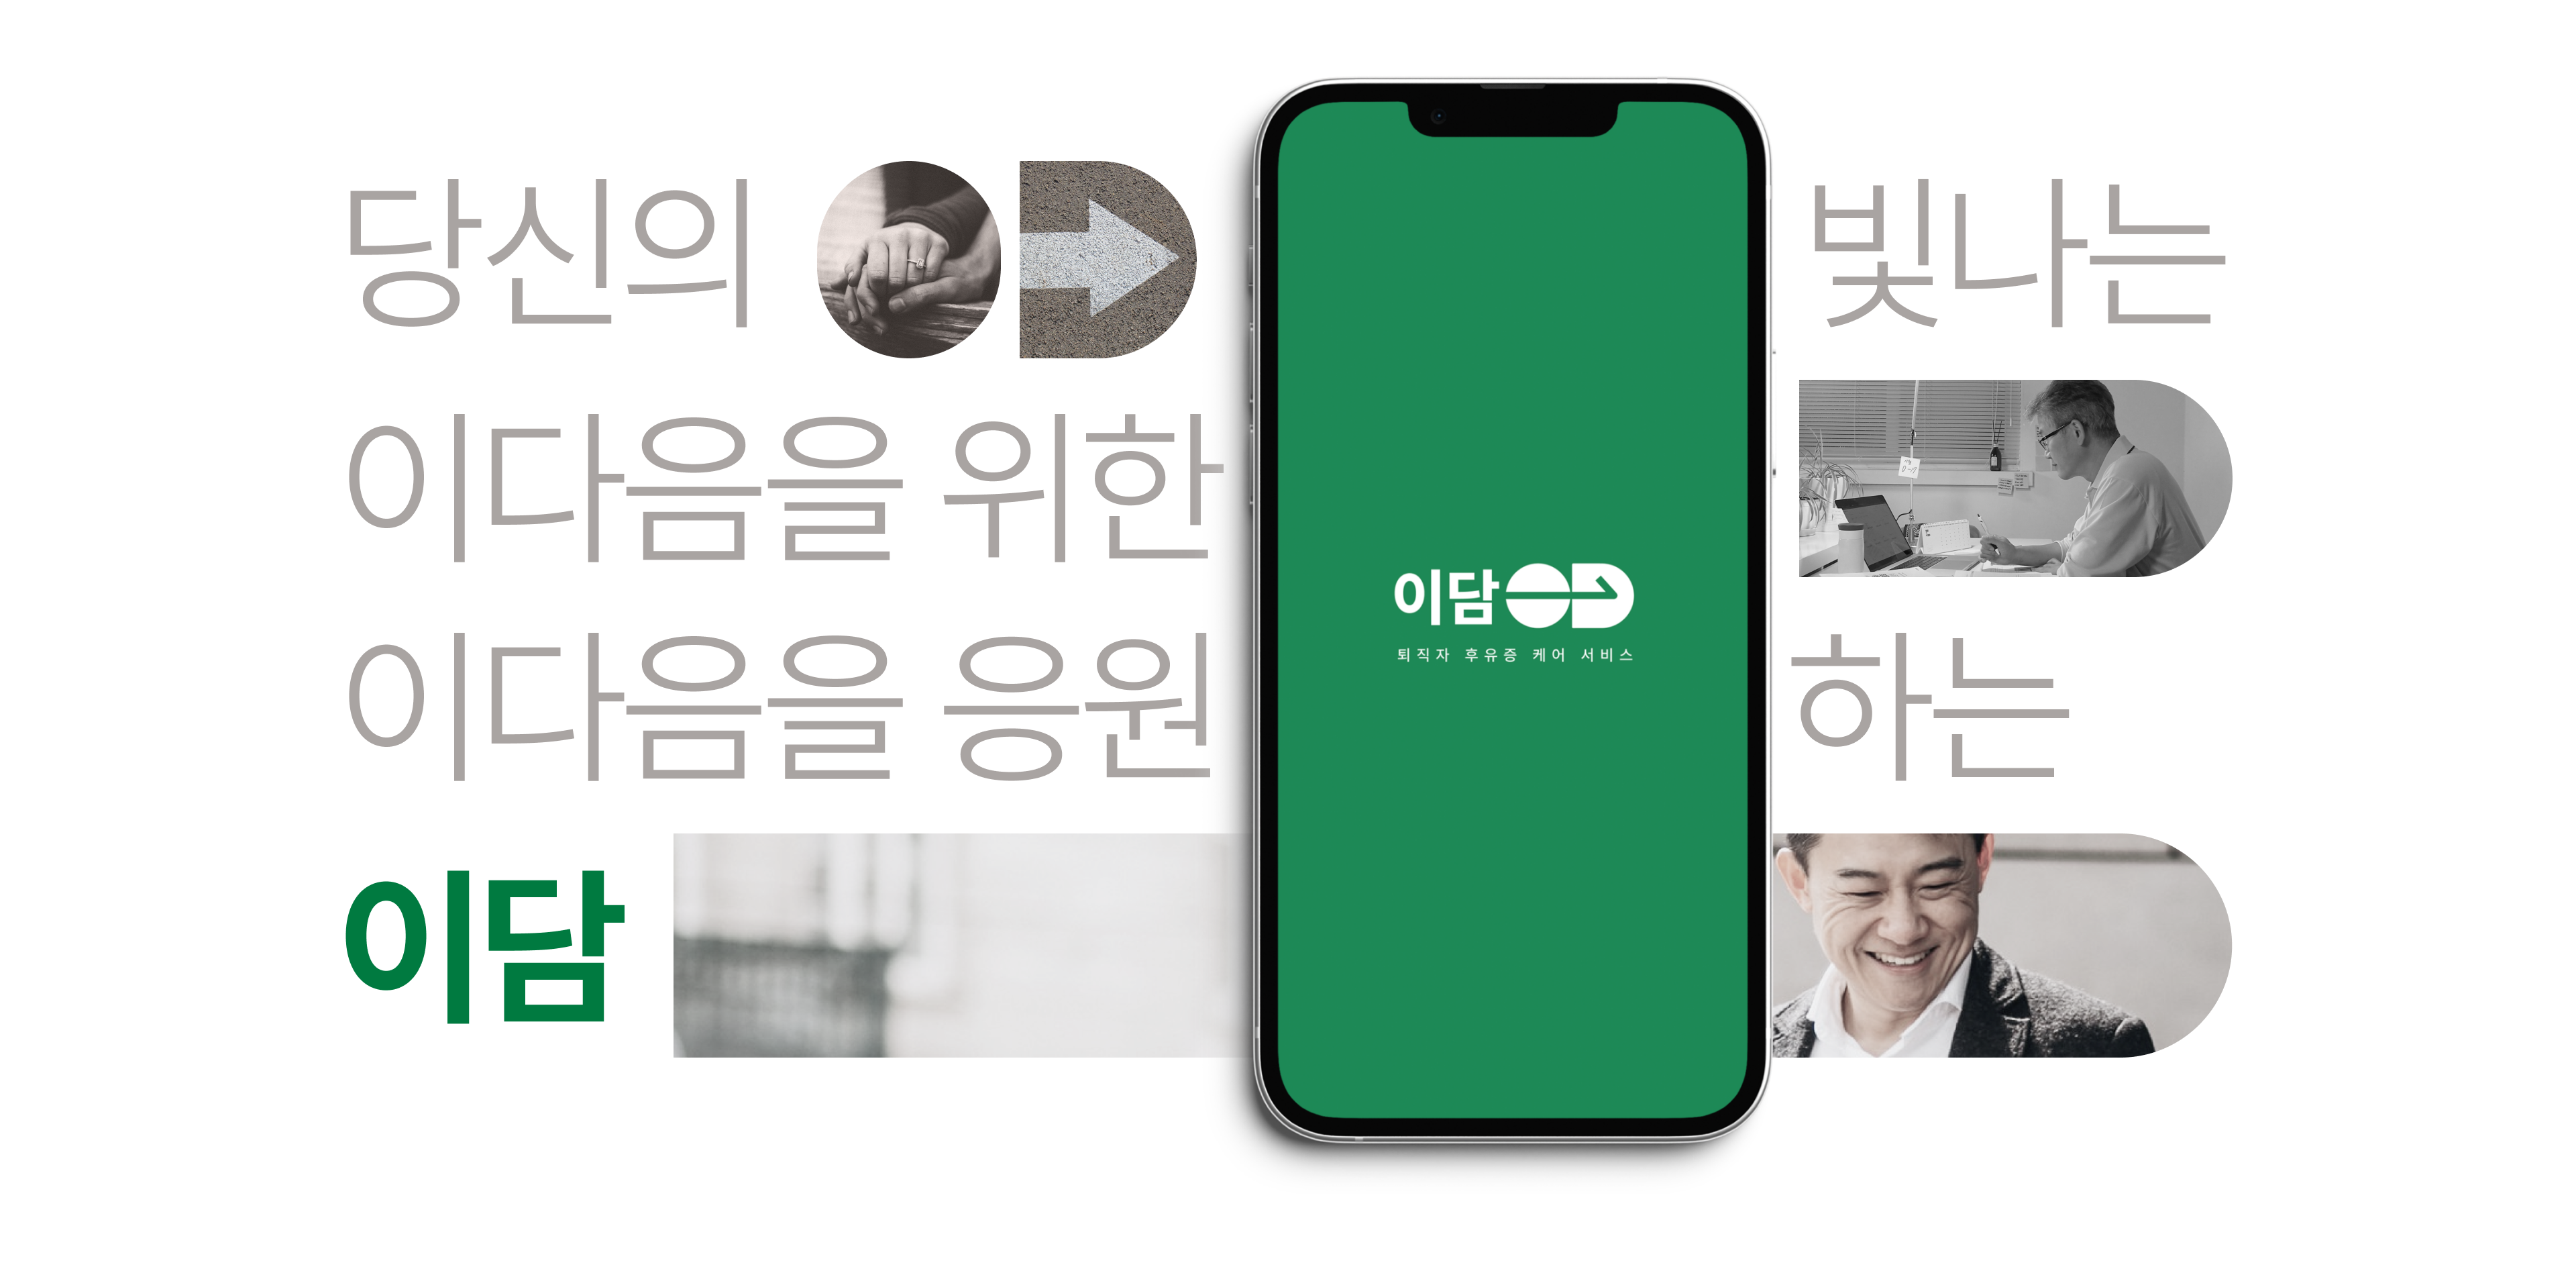 당신의 빛나는
이다음을 위한
이다음을 응원하는
이담
이담
퇴직자 후유증 케어 서비스